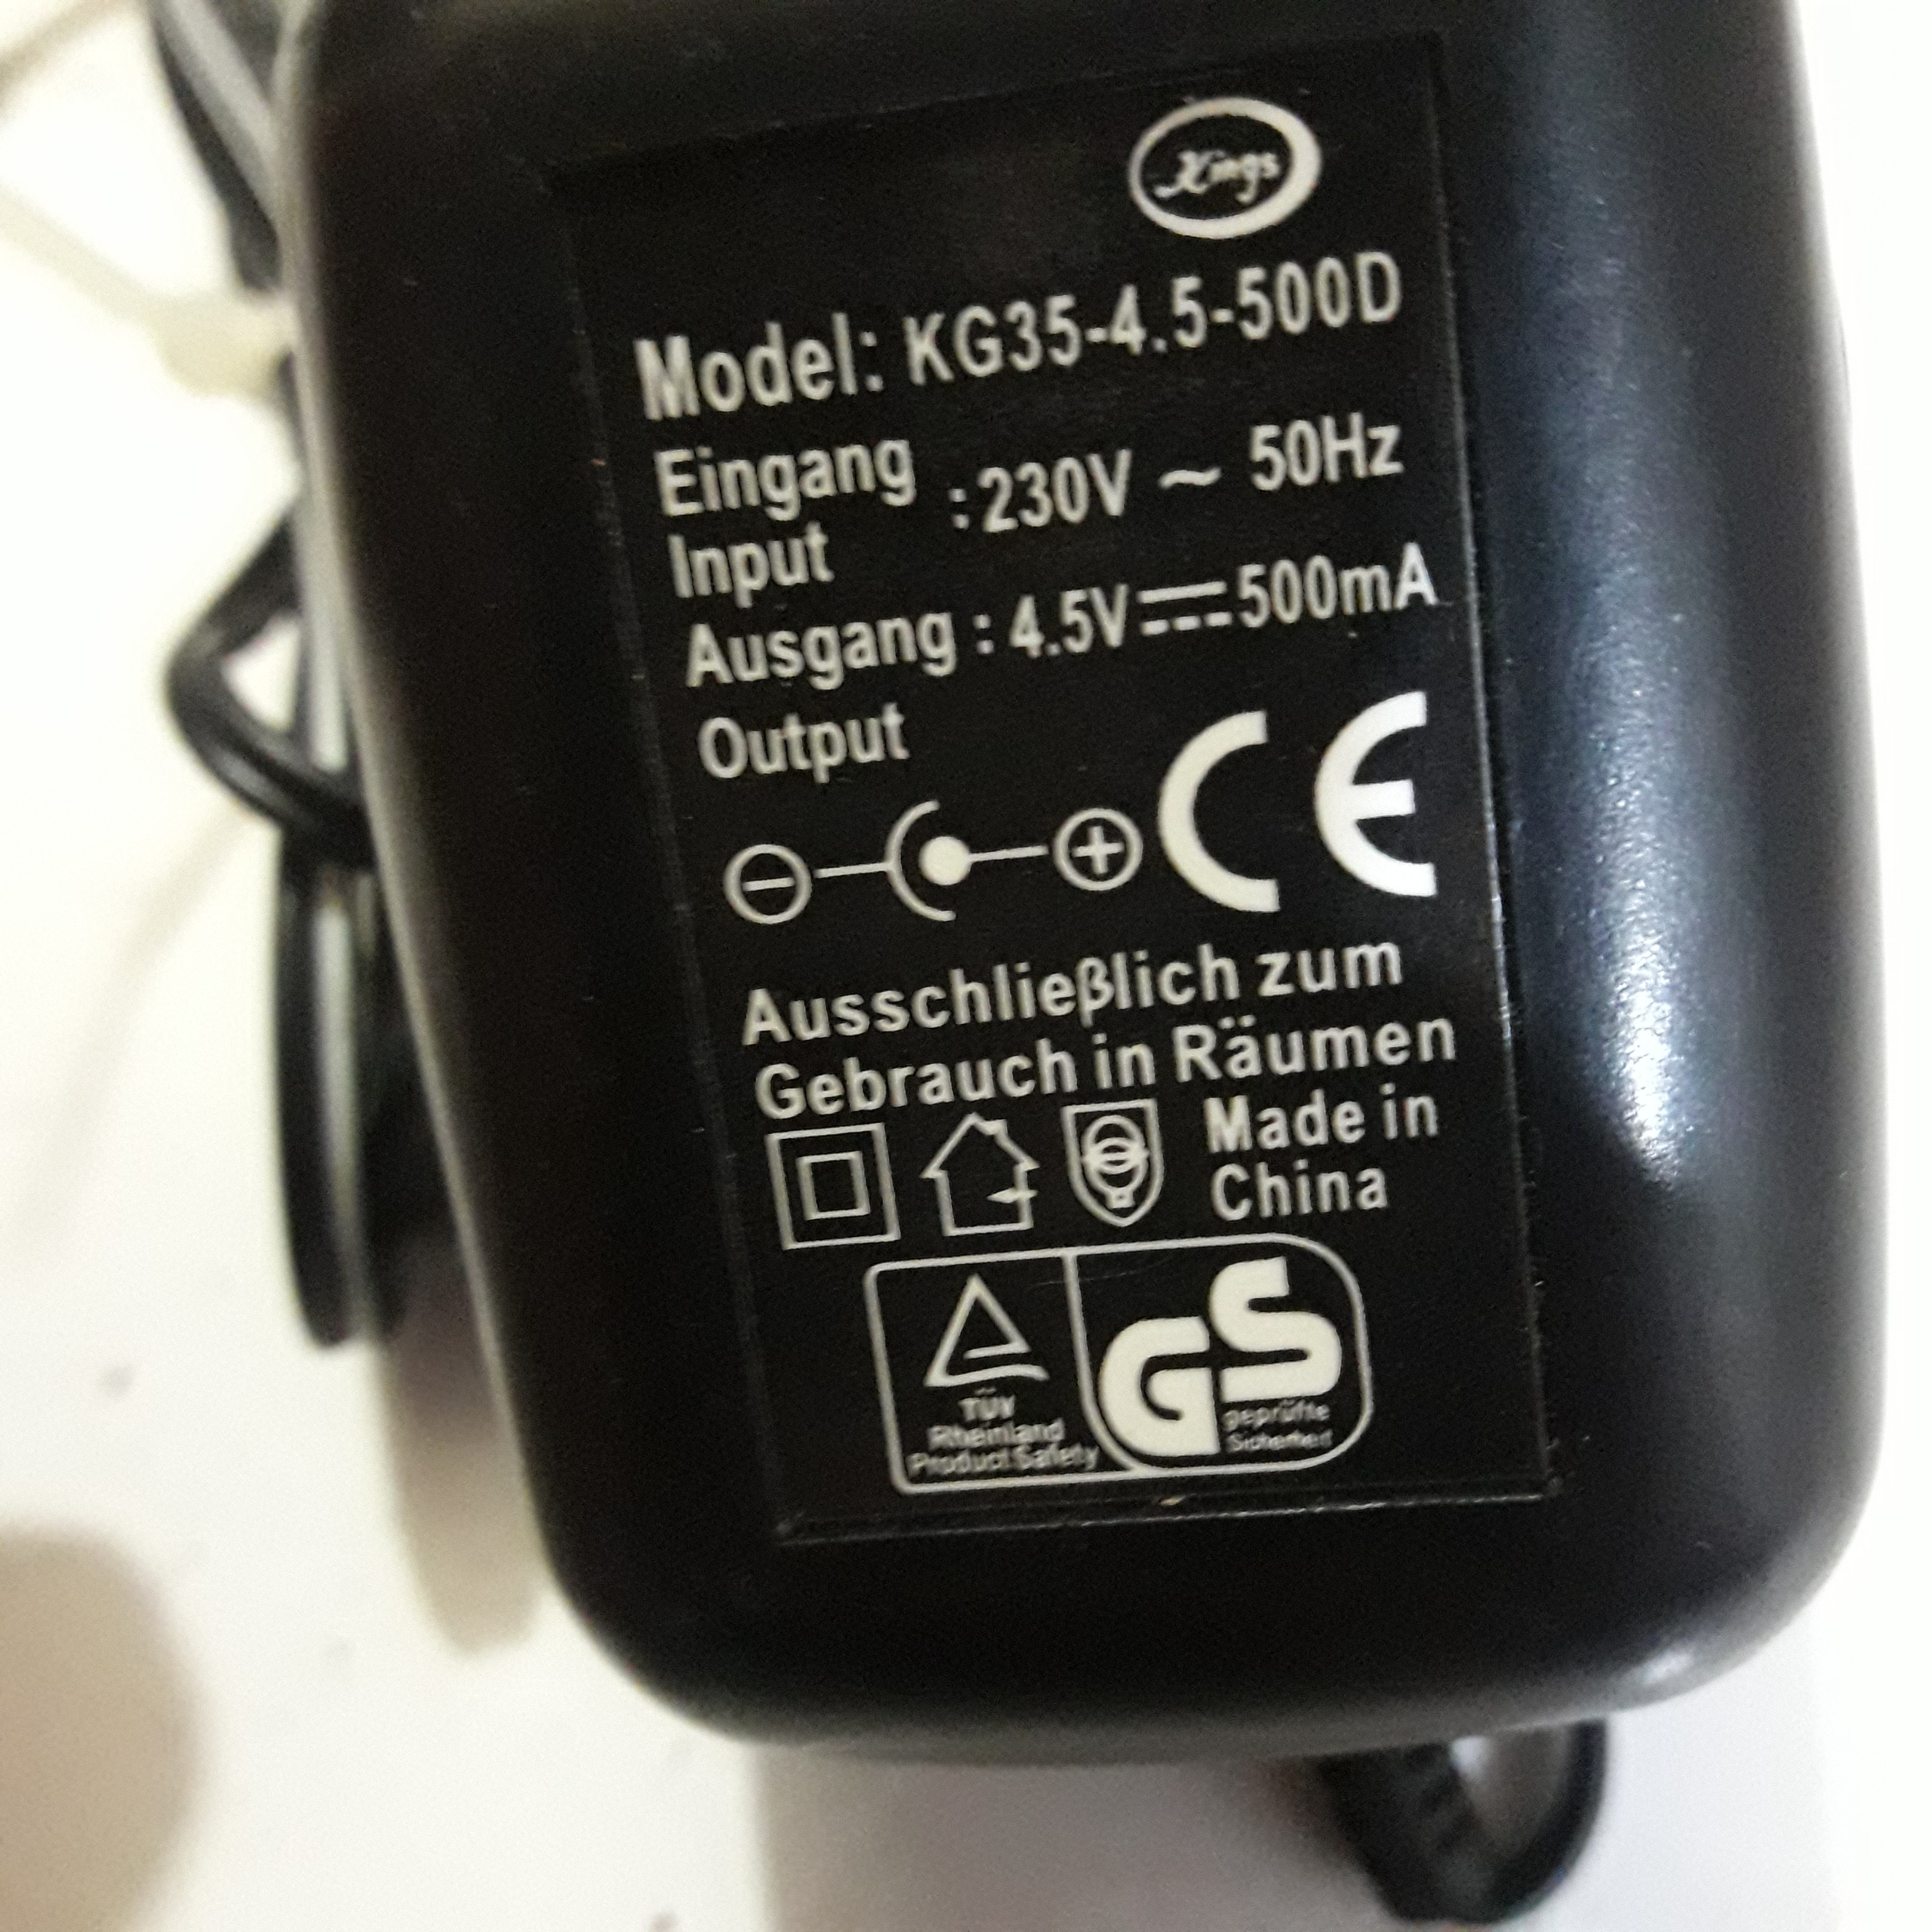 Kings
Model: KG35-4.5-500D
Eingang
Input :230V ~ 50Hz
Ausgang : 4.5V⎓500mA
Output
CE
Ausschließlich zum
Gebrauch in Räumen
Made in
China
TÜV
Rheinland
Product Safety
GS
geprüfte
Sicherheit